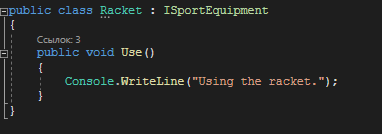 public class Racket : ISportEquipment
{
Ссылок: 3
public void Use()
{
Console.WriteLine("Using the racket.");
}
}